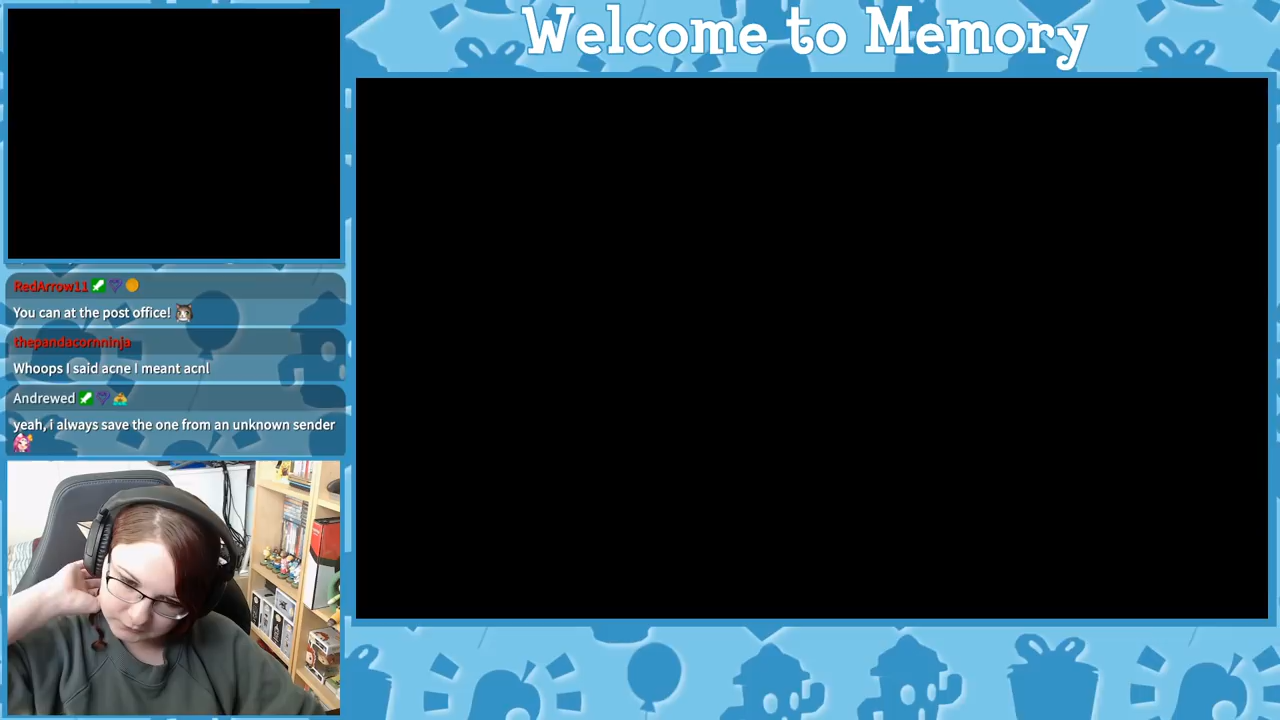 Welcome to Memory
RedArrow11
You can at the post office!
thepandacornninja
Whoops I said acne I meant acnl
Andrewed
yeah, i always save the one from an unknown sender